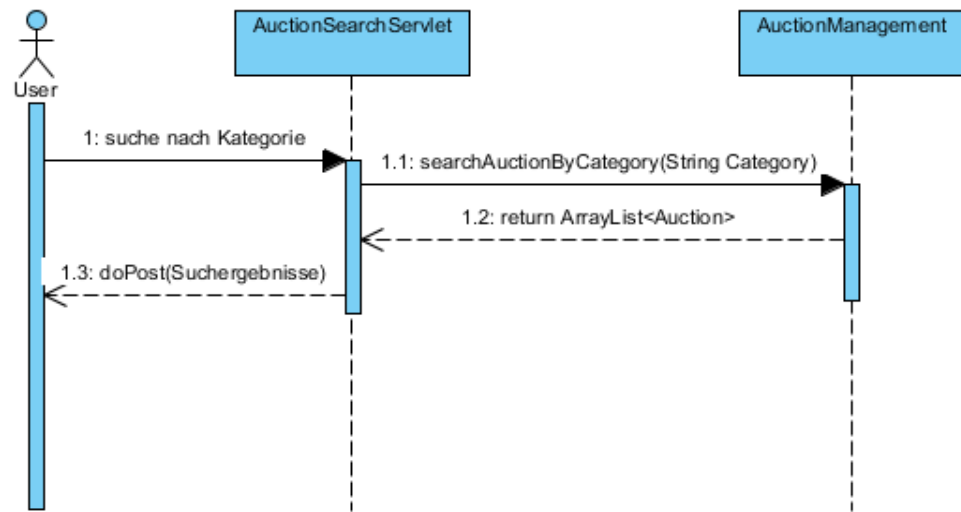 AuctionSearchServlet
AuctionManagement
User
1: suche nach Kategorie
1.1: searchAuctionByCategory(String Category)
1.2: return ArrayList<Auction>
1.3: doPost(Suchergebnisse)